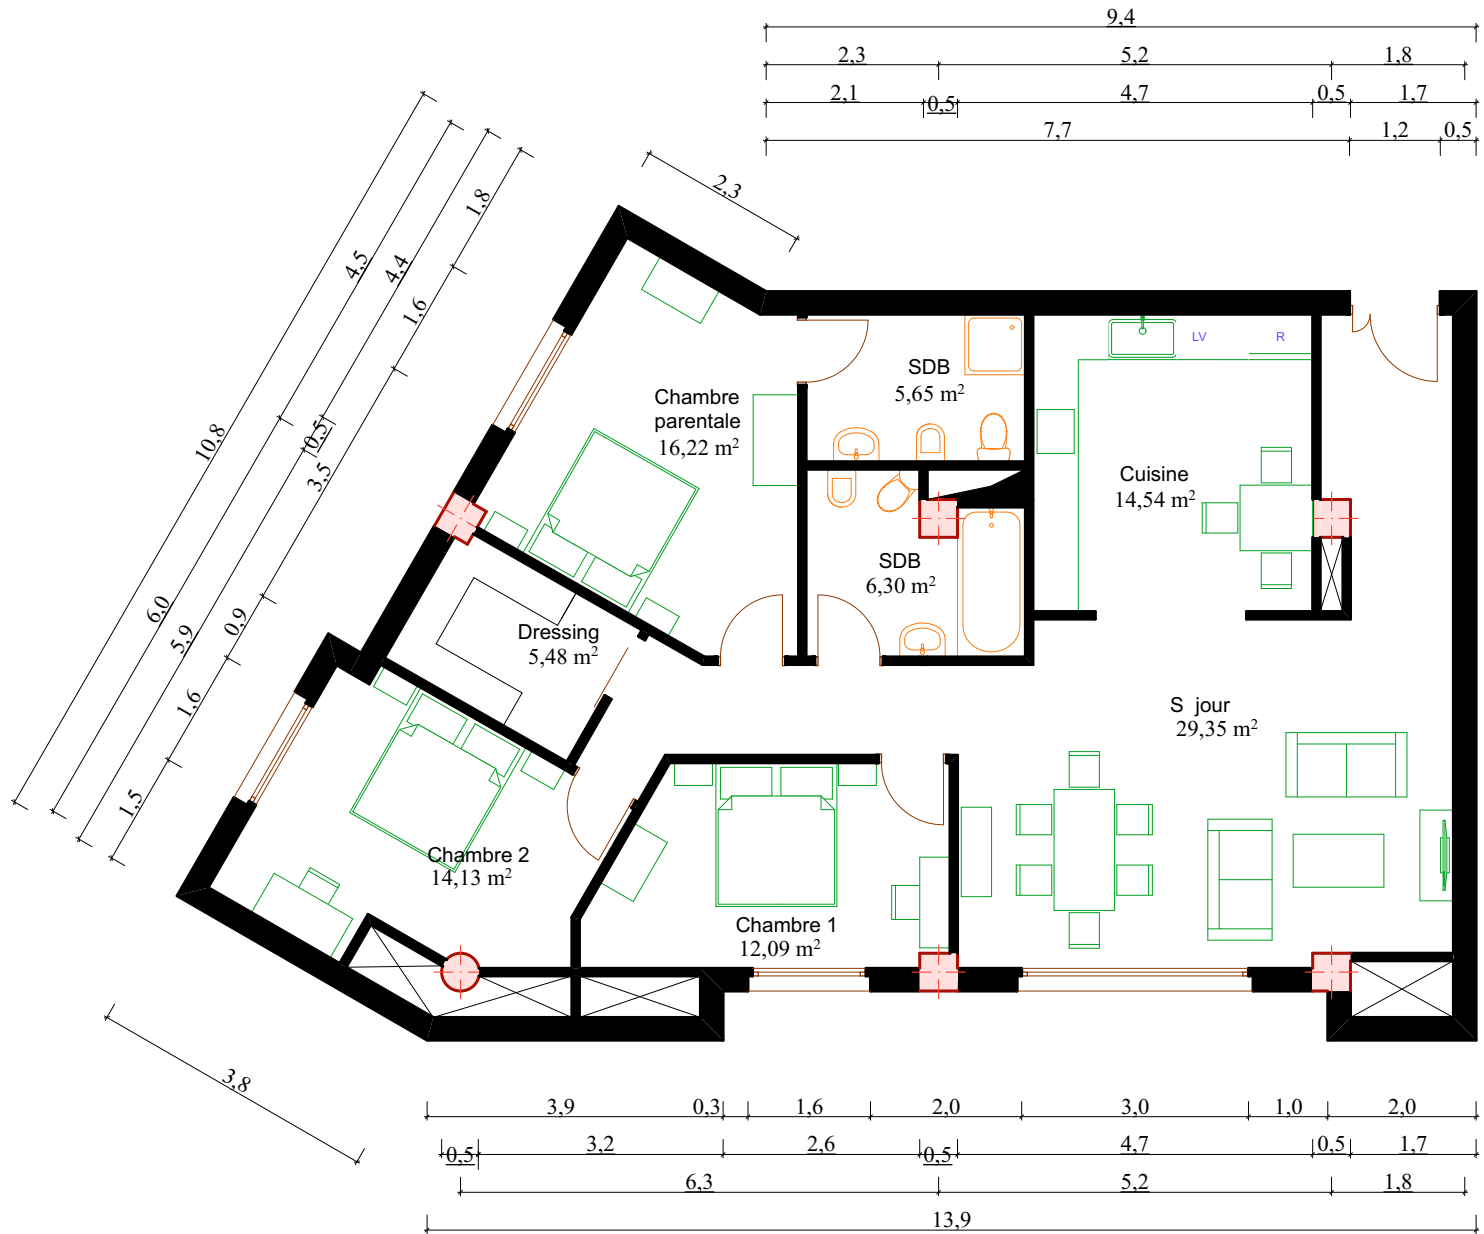 9,4
2,3 5,2 1,8
2,1 0,5 4,7 0,5 1,7
7,7 1,2 0,5
2,3
1,8
4,5
4,4
1,6
10,8
0,5
3,5
6,0
5,9
0,9
1,6
1,5
3,8
LV R
SDB
5,65 m²
Chambre
parentale
16,22 m²
Cuisine
14,54 m²
SDB
6,30 m²
Dressing
5,48 m²
S jour
29,35 m²
Chambre 2
14,13 m²
Chambre 1
12,09 m²
3,9 0,3 1,6 2,0 3,0 1,0 2,0
0,5 3,2 2,6 0,5 4,7 0,5 1,7
6,3 5,2 1,8
13,9